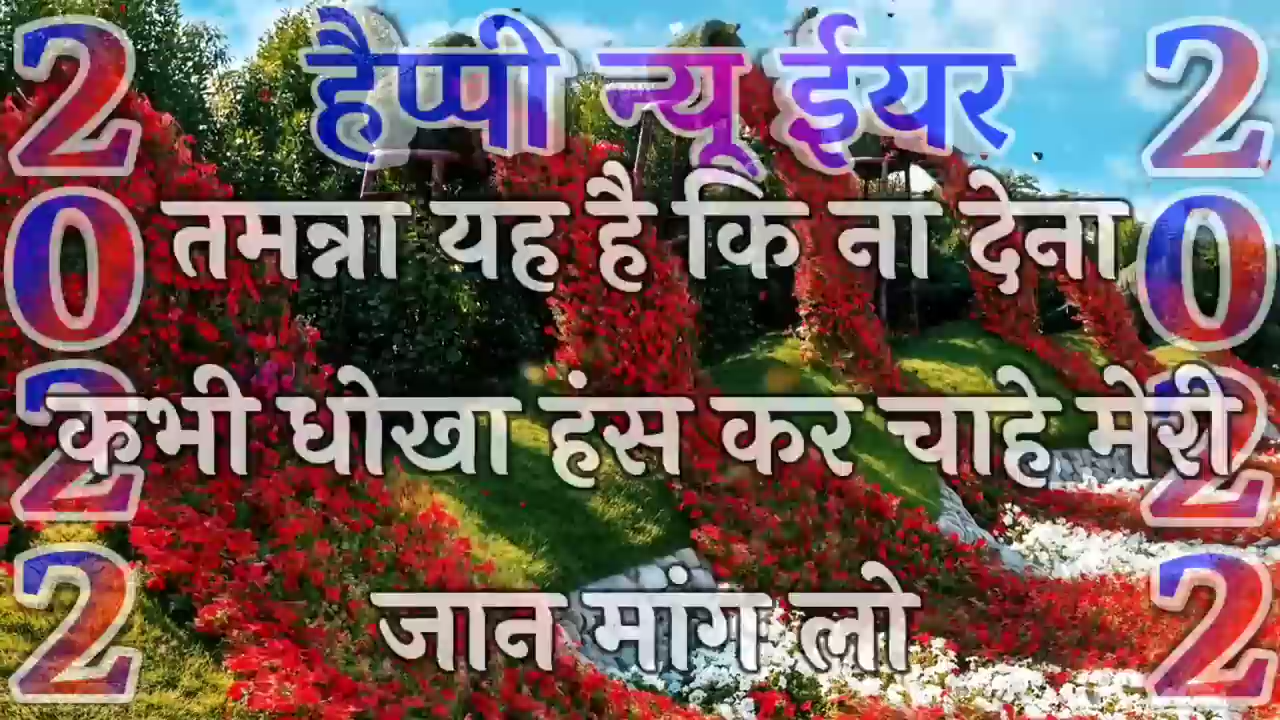 हैप्पी न्यू ईयर
2022
2022
तमन्ना यह है कि ना देना
कभी धोखा हंस कर चाहे मेरी
जान मांग लो